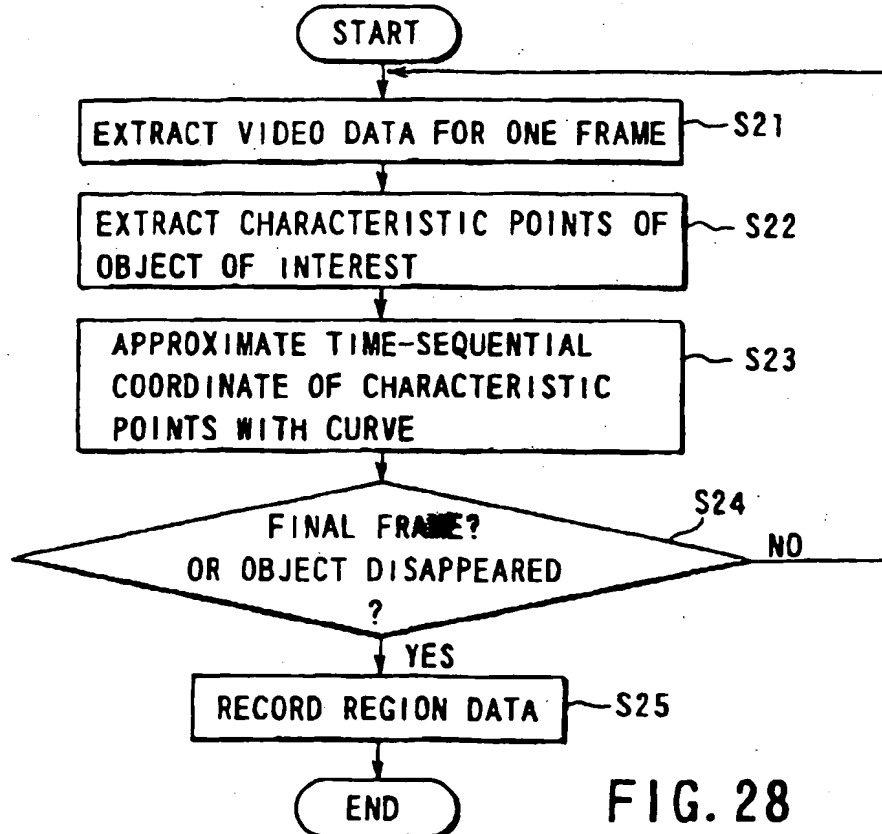 START
EXTRACT VIDEO DATA FOR ONE FRAME
S21
EXTRACT CHARACTERISTIC POINTS OF
OBJECT OF INTEREST
S22
APPROXIMATE TIME-SEQUENTIAL
COORDINATE OF CHARACTERISTIC
POINTS WITH CURVE
S23
FINAL FRAME?
OR OBJECT DISAPPEARED
?
S24
NO
YES
RECORD REGION DATA
S25
END
FIG. 28